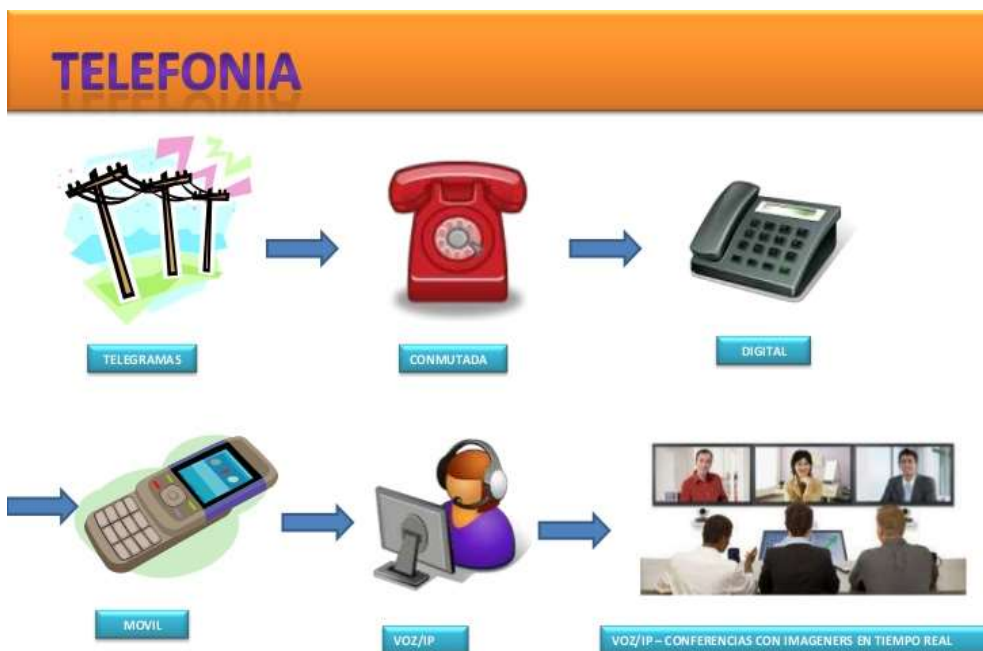 TELEFONIA
TELEGRAMAS
CONMUTADA
DIGITAL
MOVIL
VOZ/IP
VOZ/IP – CONFERENCIAS CON IMAGENERS EN TIEMPO REAL